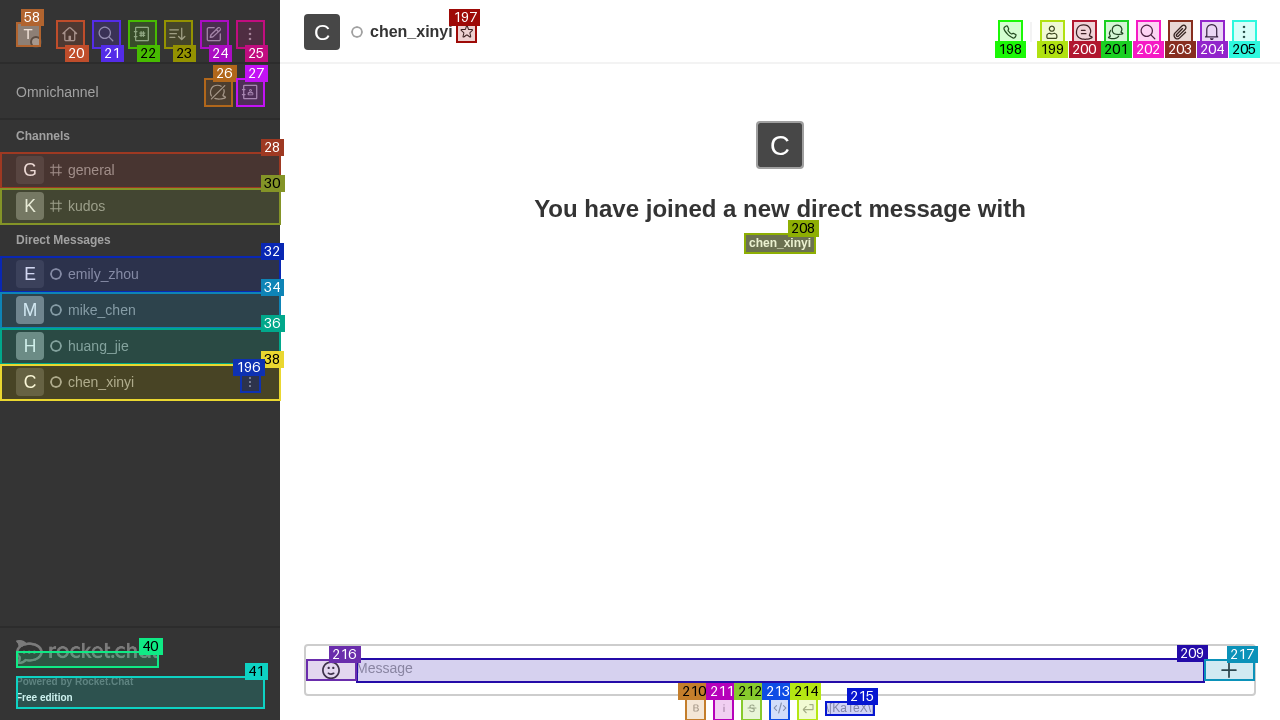 58
T
20
21
22
23
24
25
C
chen_xinyi
197
198
199
200
201
202
203
204
205
Omnichannel
26
27
Channels
28
G
general
30
K
kudos
Direct Messages
32
E
emily_zhou
34
M
mike_chen
36
H
huang_jie
38
C
chen_xinyi
196
C
You have joined a new direct message with
208
chen_xinyi
rocket.chat
40
Powered by Rocket.Chat
41
Free edition
216
Message
209
217
210
211
212
213
214
215
B
i
S
</>
\(KaTeX\)